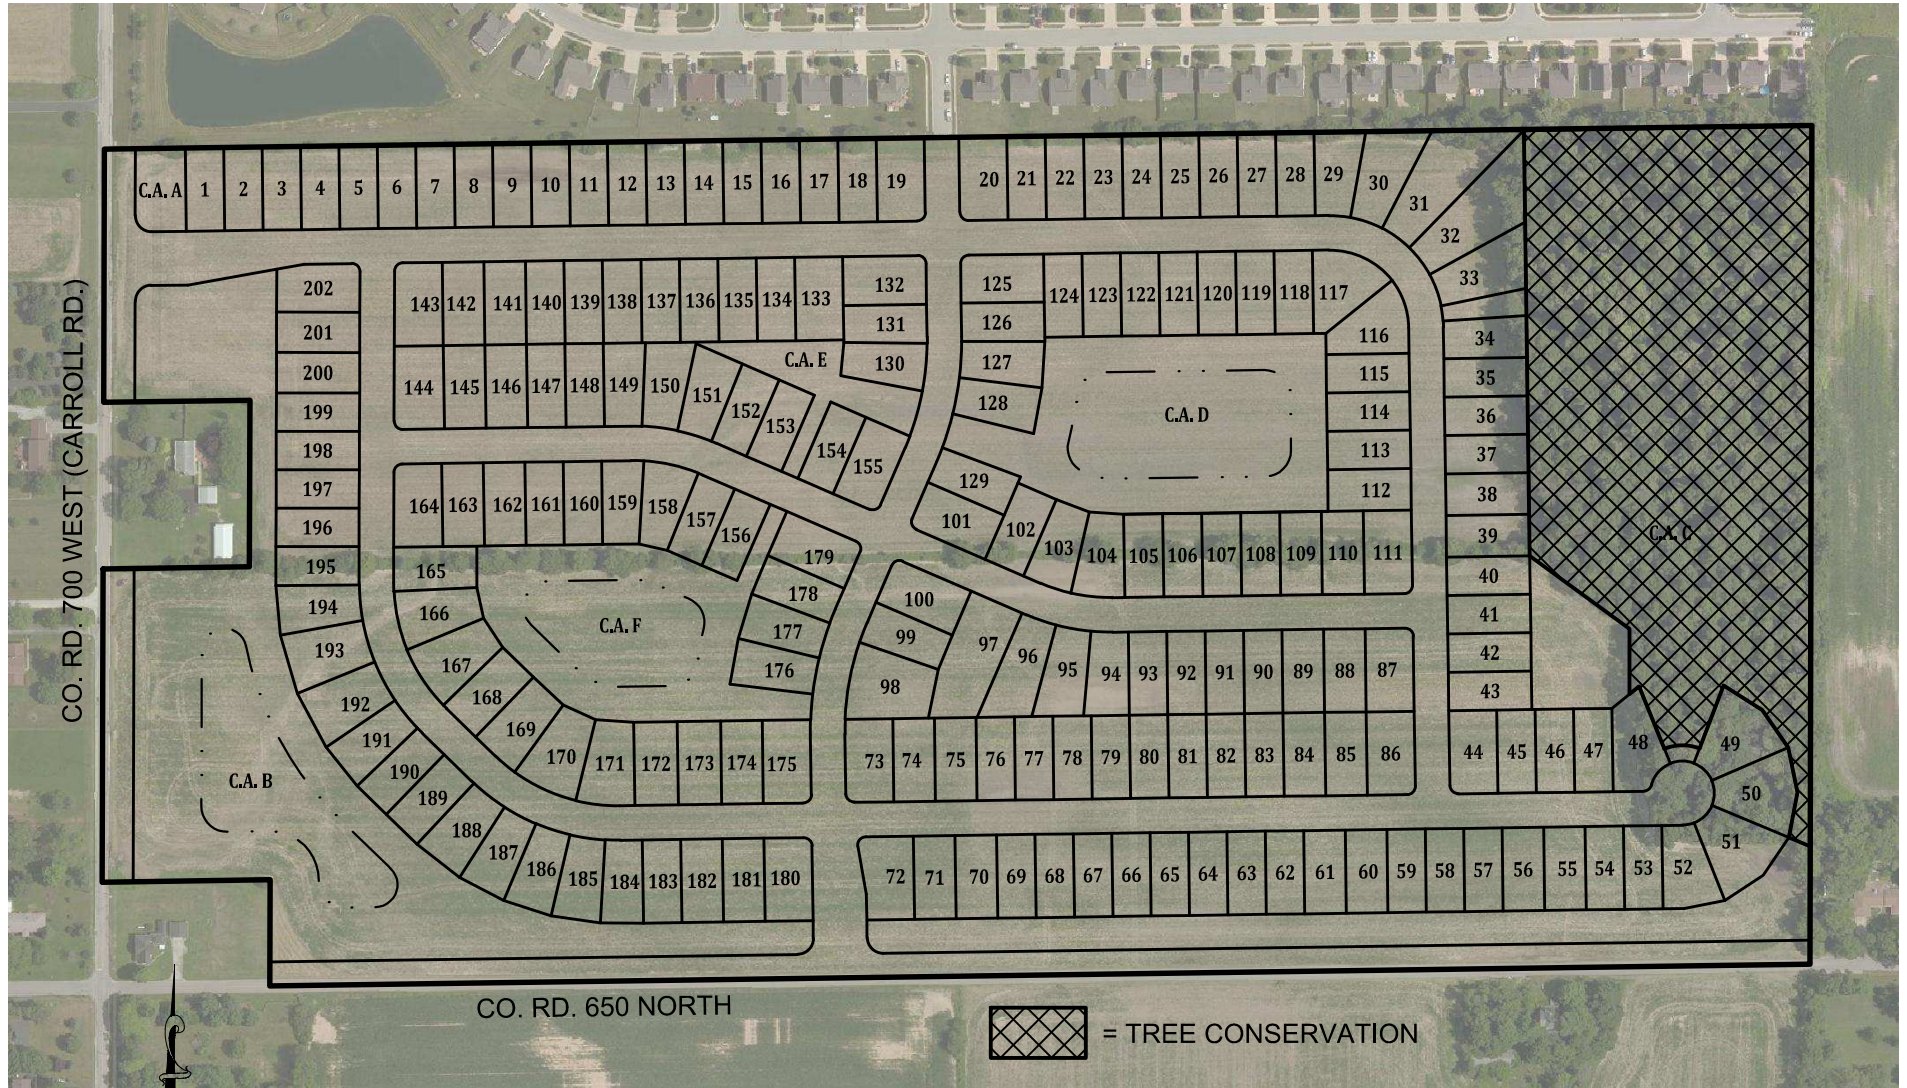 C.A. A 1 2 3 4 5 6 7 8 9 10 11 12 13 14 15 16 17 18 19 20 21 22 23 24 25 26 27 28 29 30
31
32
33
202 143 142 141 140 139 138 137 136 135 134 133 132 125 124 123 122 121 120 119 118 117
201 131 126 116 34
200 144 145 146 147 148 149 150 151 152 153 C.A. E 130 127 115 35
199 154 155 128 C.A. D 114 36
198 113 37
197 129 112 38
196 164 163 162 161 160 159 158 157 156 101 102 103 39 C.A. C
195 165 179 104 105 106 107 108 109 110 111 40
194 166 C.A. F 178 100 41
193 167 177 99 97 96 42
192 168 176 98 95 94 93 92 91 90 89 88 87 43
191 169 170 171 172 173 174 175 73 74 75 76 77 78 79 80 81 82 83 84 85 86 44 45 46 47 48 49
C.A. B 190 50
189
188 51
187 186 185 184 183 182 181 180 72 71 70 69 68 67 66 65 64 63 62 61 60 59 58 57 56 55 54 53 52
CO. RD. 700 WEST (CARROLL RD.)
CO. RD. 650 NORTH
= TREE CONSERVATION